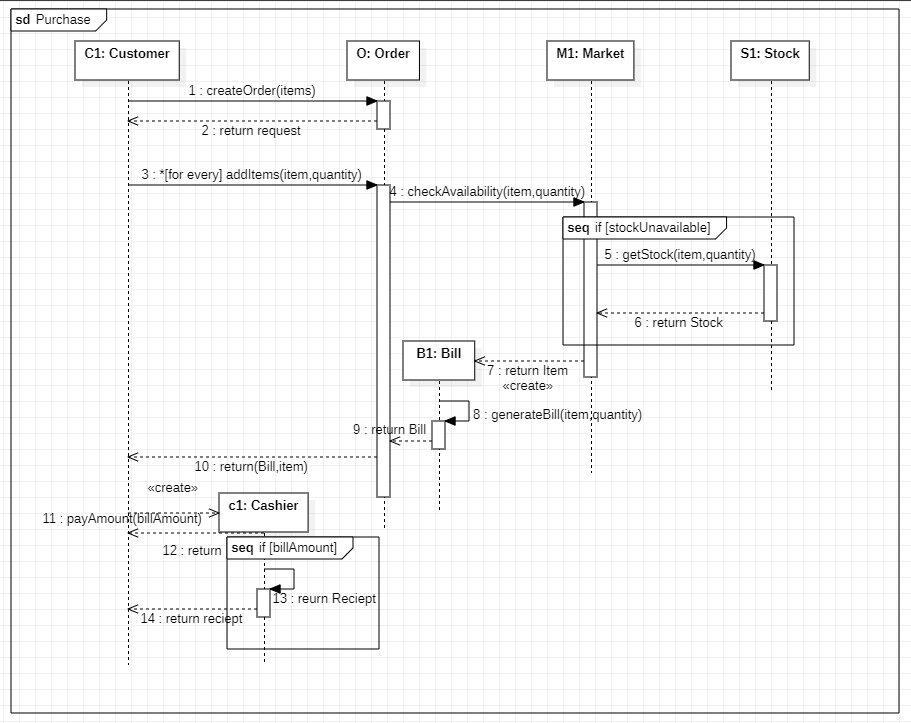 sd Purchase
C1: Customer
O: Order
M1: Market
S1: Stock
1 : createOrder(items)
2 : return request
3 : *[for every] addItems(item,quantity)
4 : checkAvailability(item,quantity)
seq if [stockUnavailable]
5 : getStock(item,quantity)
6 : return Stock
B1: Bill
7 : return Item
«create»
8 : generateBill(item,quantity)
9 : return Bill
10 : return(Bill,item)
«create»
c1: Cashier
11 : payAmount(billAmount)
12 : return
seq if [billAmount]
13 : reurn Reciept
14 : return reciept